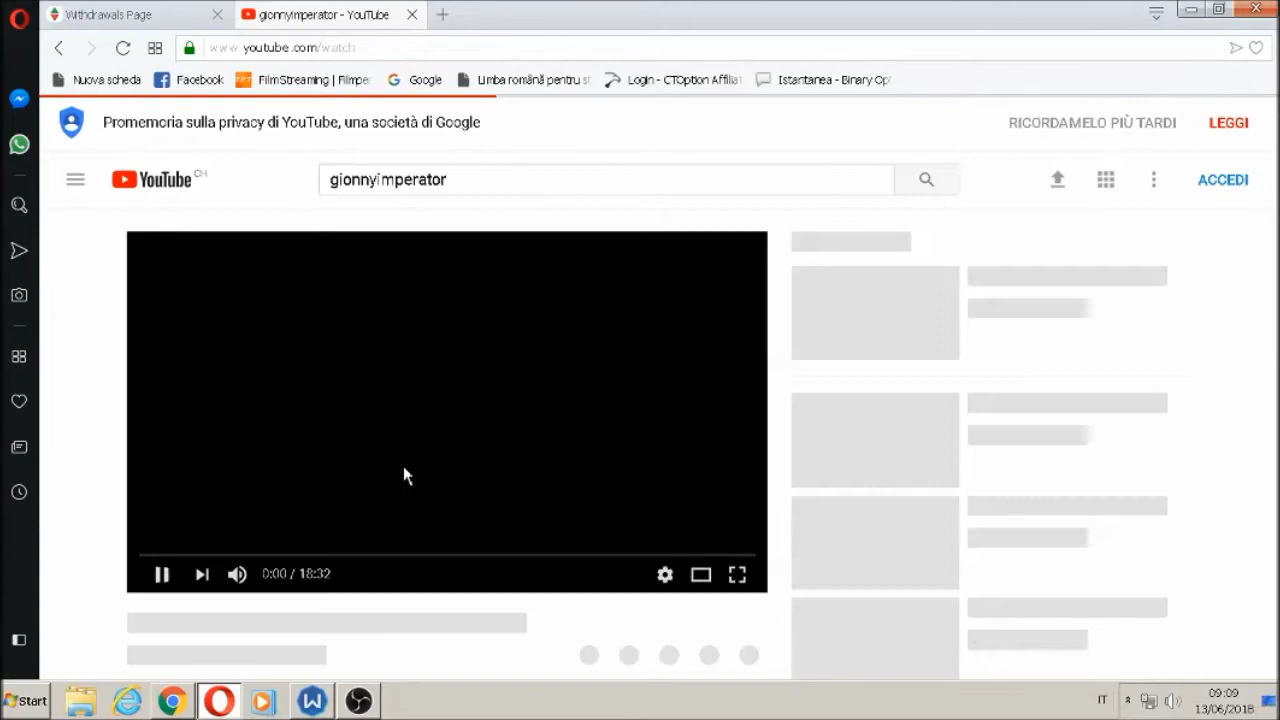 Withdrawals Page
gionnyimperator - YouTube
www.youtube.com/watch
Nuova scheda
Facebook
FilmStreaming | Filmpe
Google
Limba română pentru st
Login - CTOption Affilia
Istantanea - Binary Op
Promemoria sulla privacy di YouTube, una società di Google
RICORDAMELO PIÙ TARDI
LEGGI
YouTube CH
gionnyimperator
ACCEDI
0:00 / 18:32
Start
IT
09:09
13/06/2018